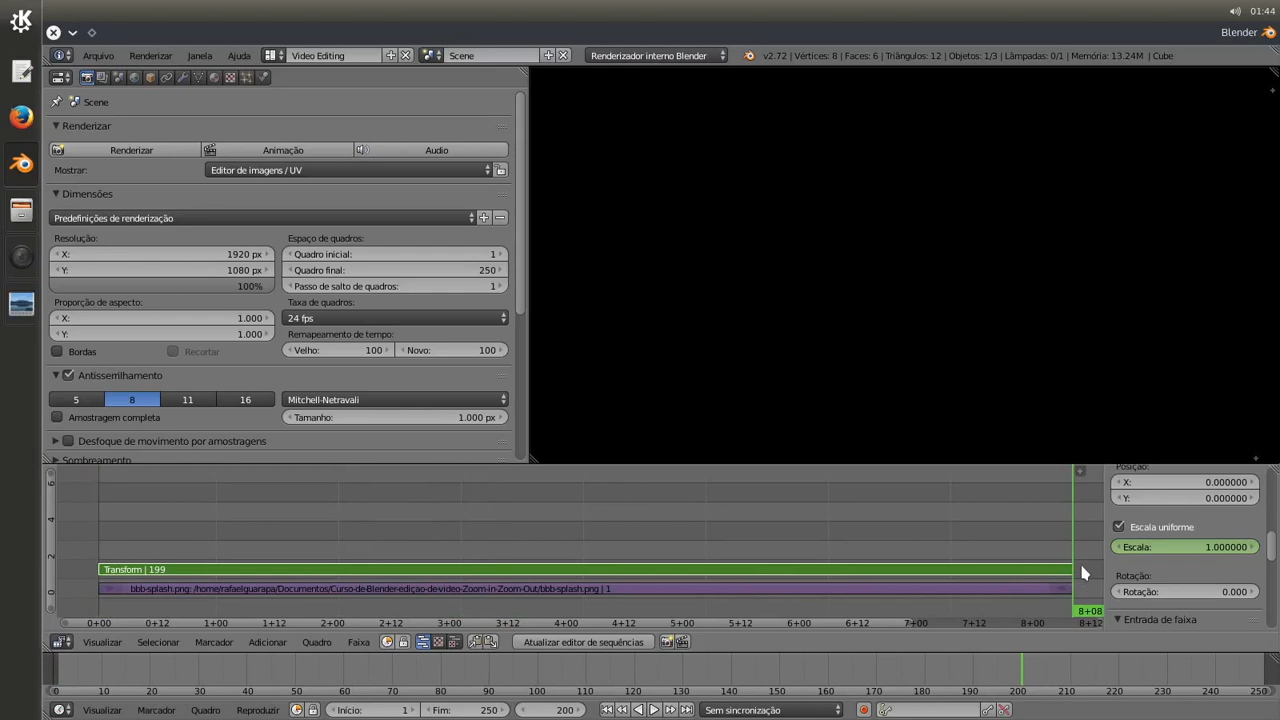 01:44
Blender
Arquivo Renderizar Janela Ajuda Video Editing Scene Renderizador interno Blender v2.72 | Vértices: 8 | Faces: 6 | Triângulos: 12 | Objetos: 1/3 | Lâmpadas: 0/1 | Memória: 13.24M | Cube
Scene
Renderizar
Renderizar Animação Audio
Mostrar: Editor de imagens / UV
Dimensões
Predefinições de renderização
Resolução: Espaço de quadros:
X: 1920 px Quadro inicial: 1
Y: 1080 px Quadro final: 250
100% Passo de salto de quadros: 1
Proporção de aspecto: Taxa de quadros:
X: 1.000 24 fps
Y: 1.000 Remapeamento de tempo:
Bordas Recortar Velho: 100 Novo: 100
Antisserrilhamento
5 8 11 16 Mitchell-Netravali
Amostragem completa Tamanho: 1.000 px
Desfoque de movimento por amostragens
Sombreamento
Posição:
X: 0.000000
Y: 0.000000
Escala uniforme
Escala: 1.000000
Rotação:
Rotação: 0.000
Entrada de faixa
6
4
2
0
Transform | 199
bbb-splash.png: /home/rafaelguarapa/Documentos/Curso-de-Blender-ediçao-de-video-Zoom-in-Zoom-Out/bbb-splash.png | 1
8+08
0+00 0+12 1+00 1+12 2+00 2+12 3+00 3+12 4+00 4+12 5+00 5+12 6+00 6+12 7+00 7+12 8+00 8+12
Visualizar Selecionar Marcador Adicionar Quadro Faixa Atualizar editor de sequências
0 10 20 30 40 50 60 70 80 90 100 110 120 130 140 150 160 170 180 190 200 210 220 230 240 250
Visualizar Marcador Quadro Reproduzir Início: 1 Fim: 250 200 Sem sincronização